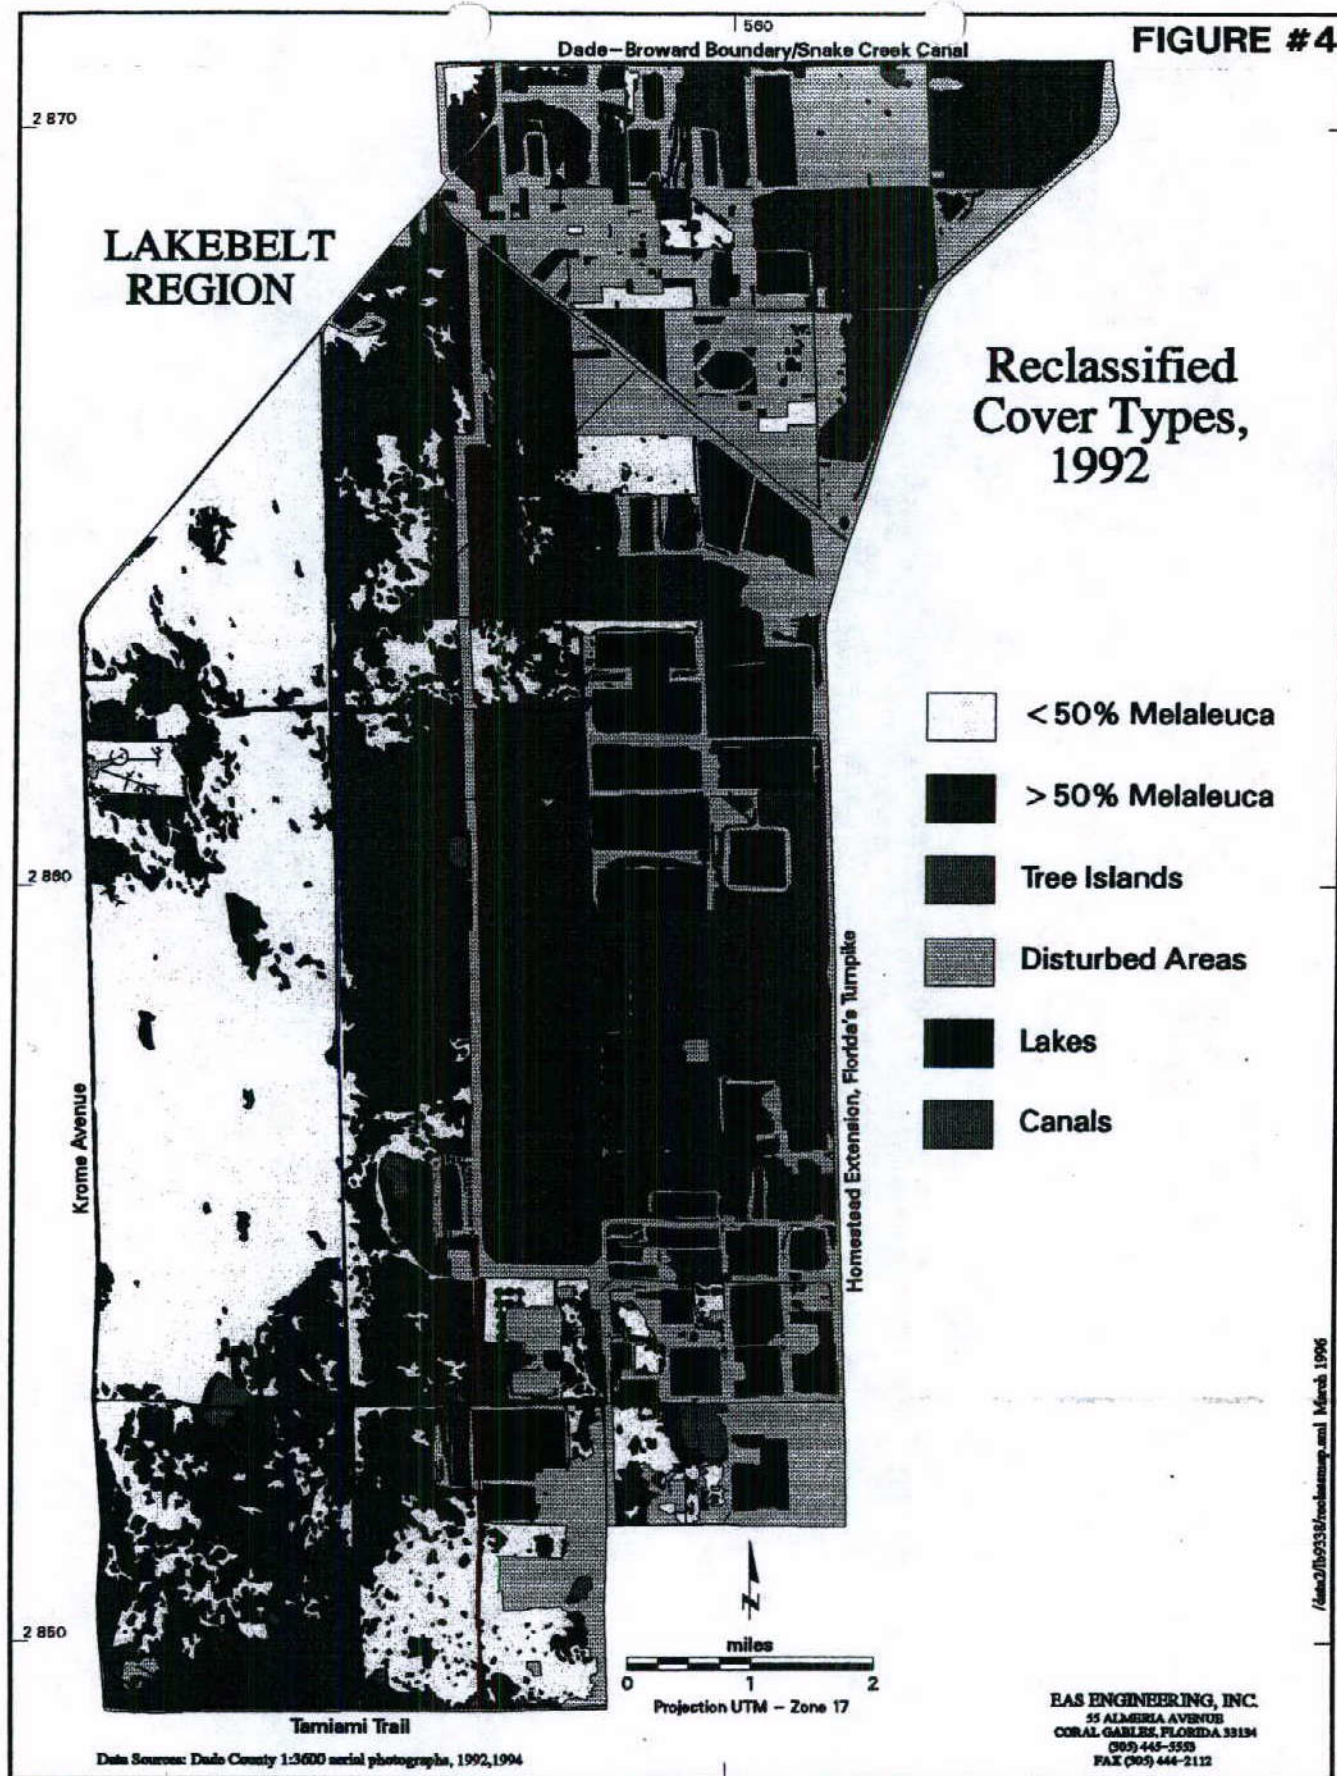 560
FIGURE #4
Dade-Broward Boundary/Snake Creek Canal
2 870
LAKEBELT
REGION
Reclassified
Cover Types,
1992
<50% Melaleuca
>50% Melaleuca
Tree Islands
Disturbed Areas
Lakes
Canals
2 860
Krome Avenue
Homestead Extension, Florida's Turnpike
2 850
N
miles
0 1 2
Projection UTM - Zone 17
Tamiami Trail
Data Sources: Dade County 1:3600 aerial photographs, 1992,1994
EAS ENGINEERING, INC.
55 ALMERIA AVENUE
CORAL GABLES, FLORIDA 33134
(305) 445-5553
FAX (305) 444-2112
March 1996